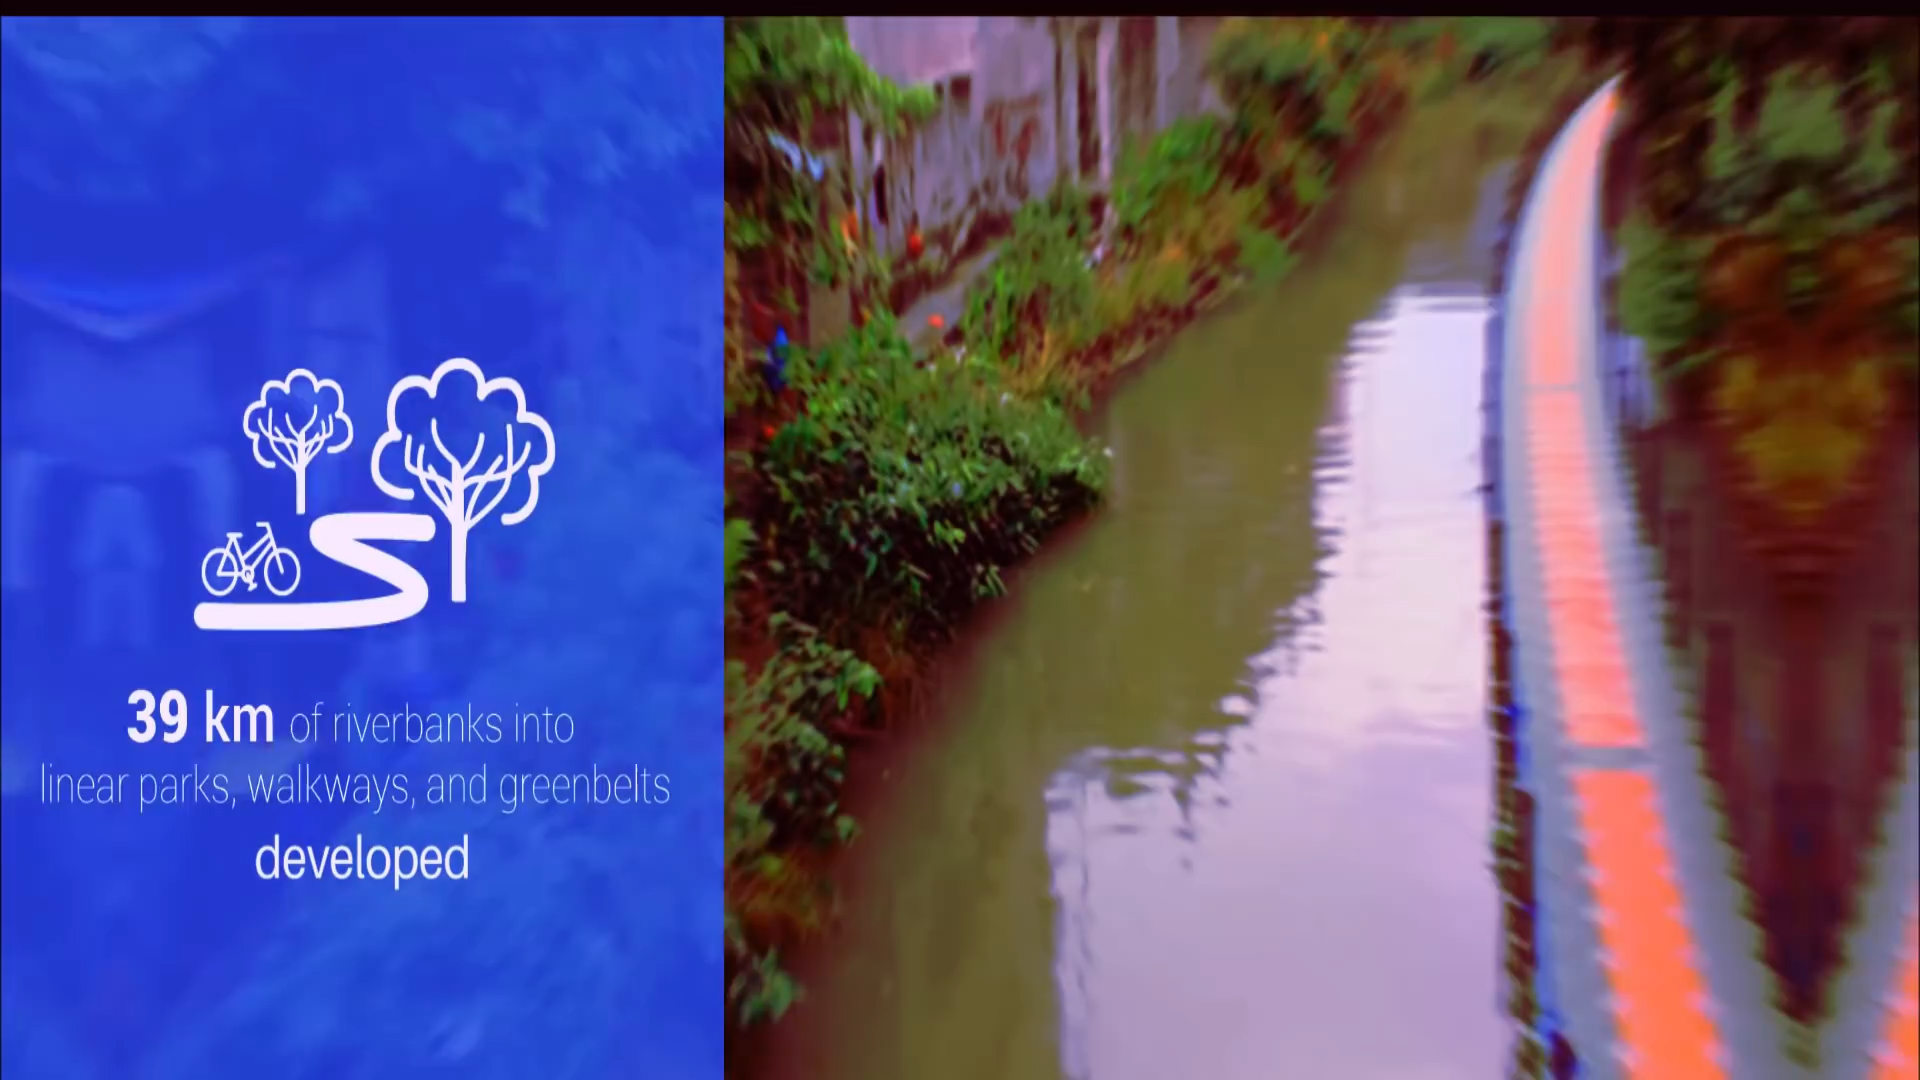 39 km of riverbanks into
linear parks, walkways, and greenbelts
developed